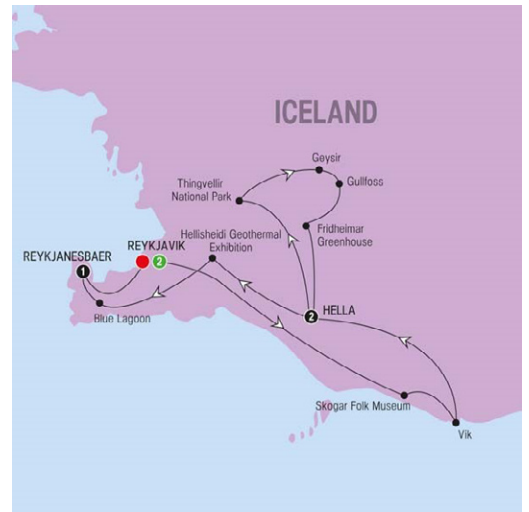 ICELAND
Geysir
Gullfoss
Thingvellir
National Park
Fridheimar
Greenhouse
Hellisheidi Geothermal
Exhibition
REYKJAVIK
2
REYKJANESBAER
1
Blue Lagoon
2
HELLA
Skogar Folk Museum
Vik